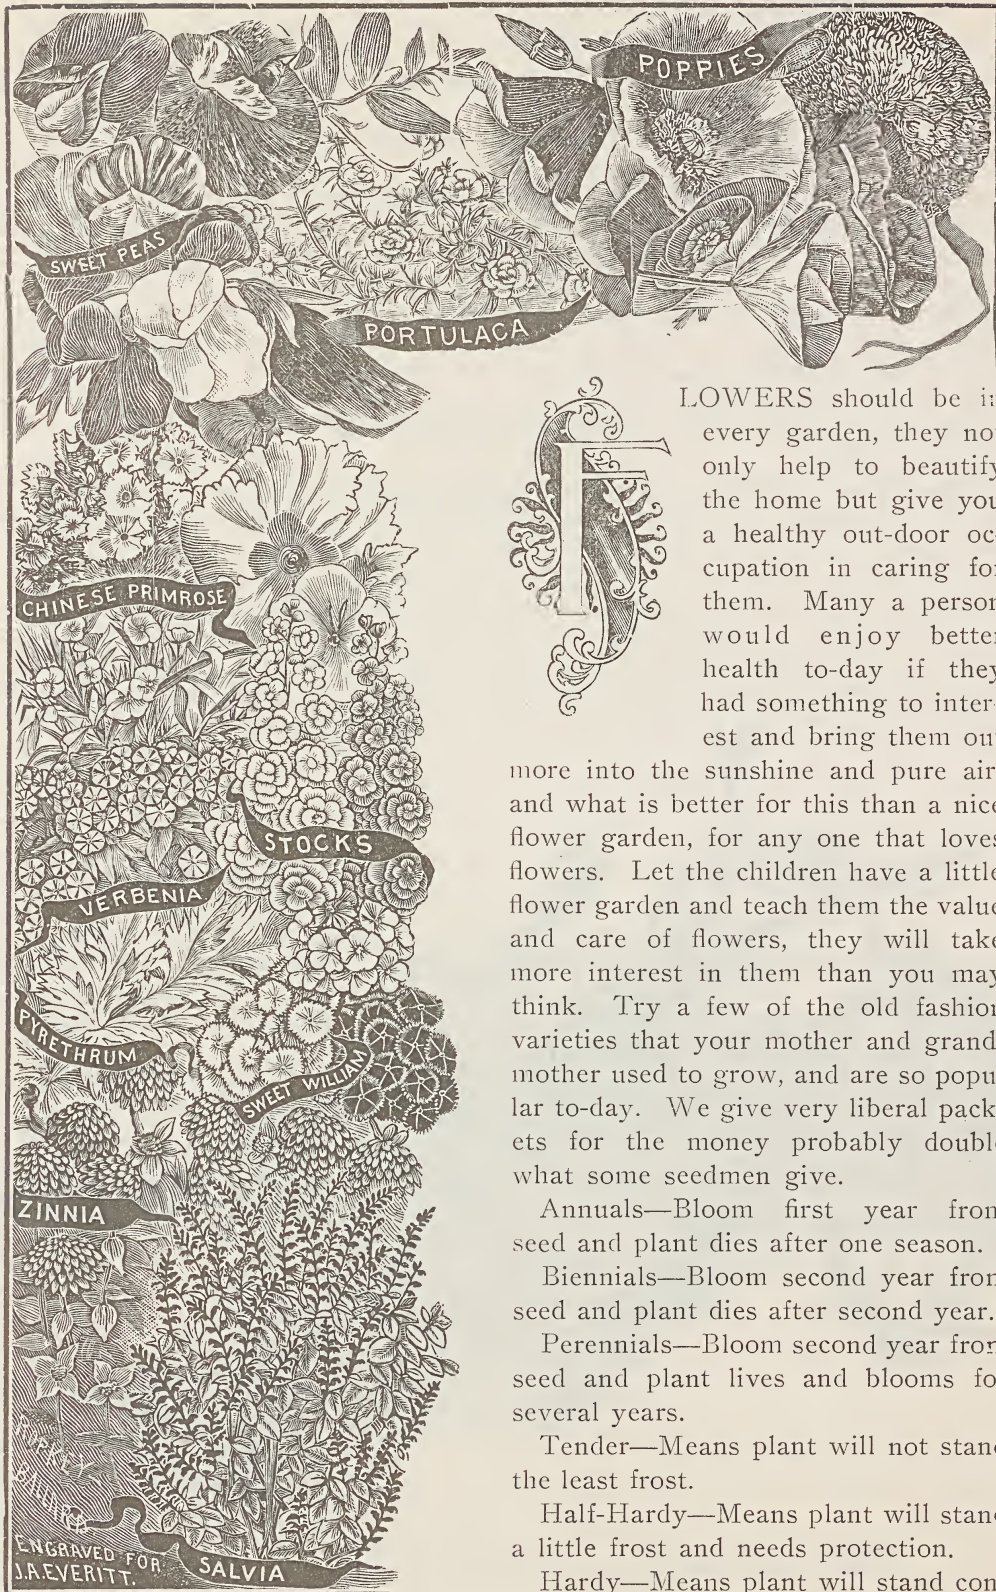 POPPIES
SWEET PEAS
PORTULACA
CHINESE PRIMROSE
STOCKS
VERBENIA
PYRETHRUM
SWEET WILLIAM
ZINNIA
SALVIA
ENGRAVED FOR
J.A.EVERITT.
FLOWERS should be in
every garden, they no
only help to beautify
the home but give you
a healthy out-door oc-
cupation in caring for
them. Many a person
would enjoy better
health to-day if they
had something to inter-
est and bring them ou
more into the sunshine and pure air
and what is better for this than a nice
flower garden, for any one that loves
flowers. Let the children have a little
flower garden and teach them the value
and care of flowers, they will take
more interest in them than you may
think. Try a few of the old fashion
varieties that your mother and grand-
mother used to grow, and are so popu-
lar to-day. We give very liberal pack-
ets for the money probably doubl
what some seedmen give.
Annuals—Bloom first year from
seed and plant dies after one season.
Biennials—Bloom second year from
seed and plant dies after second year.
Perennials—Bloom second year from
seed and plant lives and blooms fo
several years.
Tender—Means plant will not stand
the least frost.
Half-Hardy—Means plant will stand
a little frost and needs protection.
Hardy—Means plant will stand con